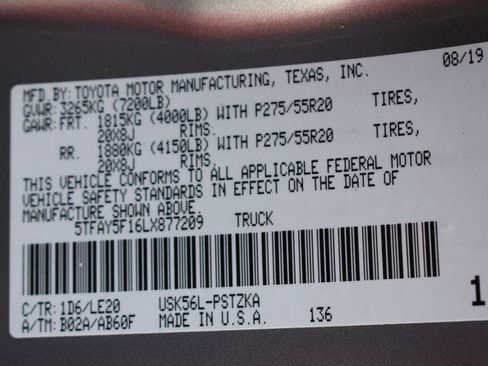 MFD.BY: TOYOTA MOTOR MANUFACTURING, TEXAS, INC. 08/19
GVWR: 3265KG (7200LB)
GAWR: FRT. 1815KG (4000LB) WITH P275/55R20 TIRES,
20X8J RIMS.
RR. 1880KG (4150LB) WITH P275/55R20 TIRES,
20X8J RIMS.
THIS VEHICLE CONFORMS TO ALL APPLICABLE FEDERAL MOTOR
VEHICLE SAFETY STANDARDS IN EFFECT ON THE DATE OF
MANUFACTURE SHOWN ABOVE.
5TFAY5F16LX877209 TRUCK
C/TR: 1D6/LE20 USK56L-PSTZKA
A/TM: B02A/AB60F MADE IN U.S.A. 136
1